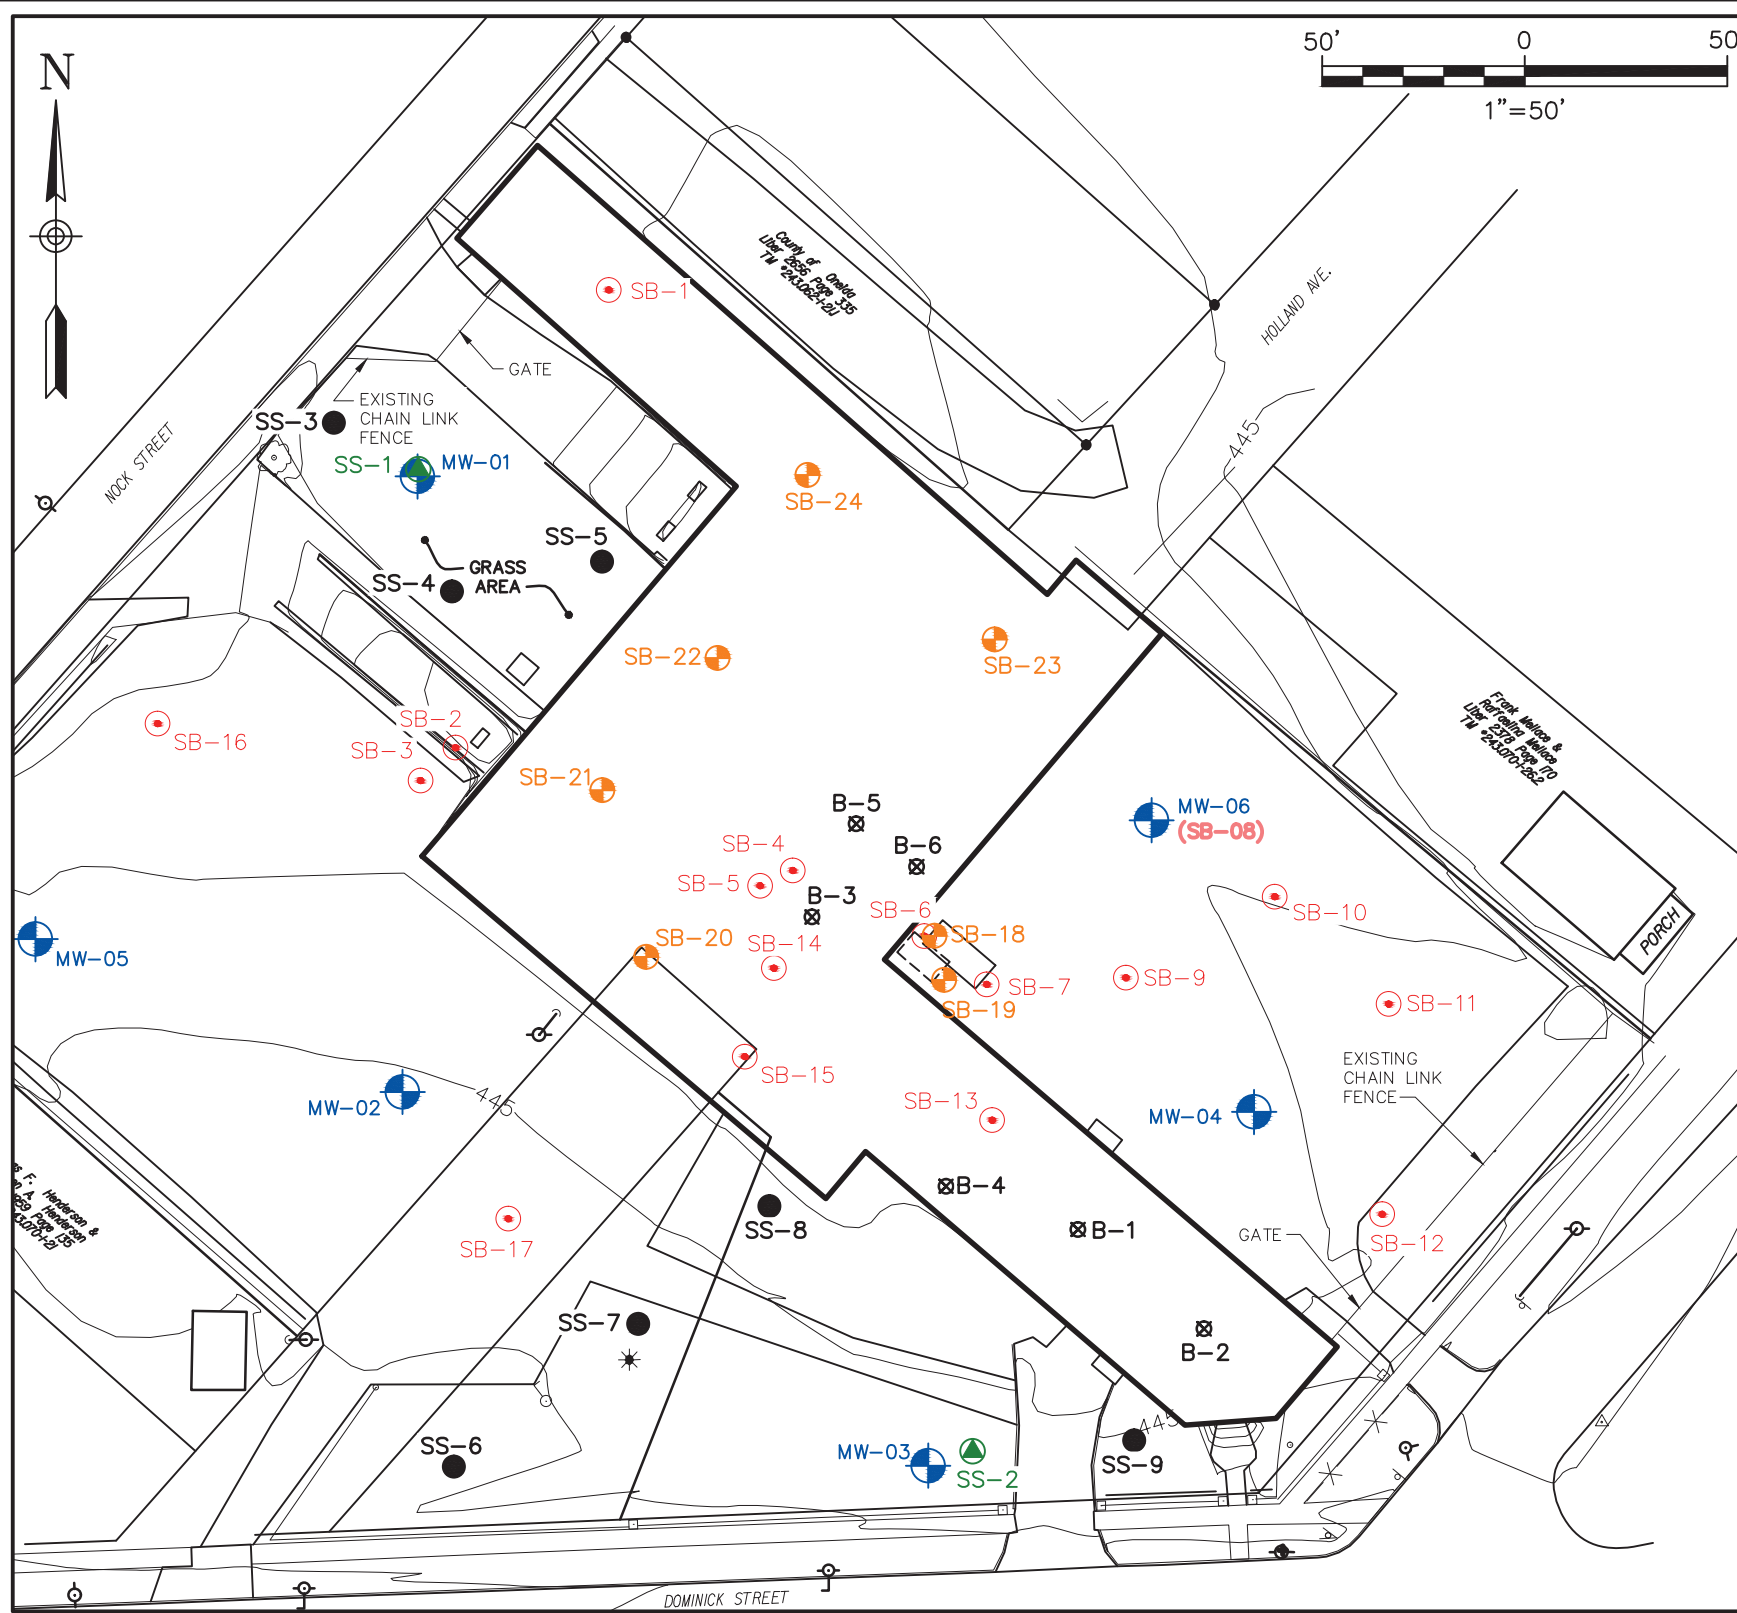 N
50'
0
50
1"=50'
County of Oneida
Liber 2656 Page 335
HOLLAND AVE.
SB-1
GATE
EXISTING
CHAIN LINK
FENCE
SS-3
NOCK STREET
SS-1
MW-01
445
SB-24
SS-5
GRASS
AREA
SS-4
SB-22
SB-23
Frank Mellace &
Raffaelina Mellace
Liber 2378 Page 170
SB-2
SB-16
SB-3
SB-21
B-5
MW-06
(SB-08)
B-6
SB-4
SB-5
B-3
SB-6
SB-10
PORCH
SB-20
SB-14
SB-18
MW-05
SB-7
SB-9
SB-11
SB-19
EXISTING
CHAIN LINK
FENCE
SB-15
445
MW-02
SB-13
MW-04
F. Henderson &
A. Henderson
Page 135
B-4
SS-8
B-1
GATE
SB-12
SB-17
SS-7
B-2
445
SS-6
MW-03
SS-2
SS-9
DOMINICK STREET